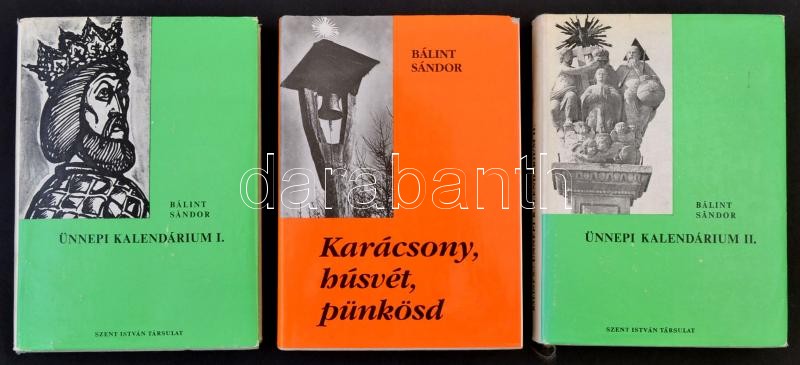 BÁLINT
SÁNDOR
ÜNNEPI KALENDÁRIUM I.
SZENT ISTVÁN TÁRSULAT
BÁLINT
SÁNDOR
Karácsony,
húsvét,
pünkösd
BÁLINT
SÁNDOR
ÜNNEPI KALENDÁRIUM II.
SZENT ISTVÁN TÁRSULAT
darabanth